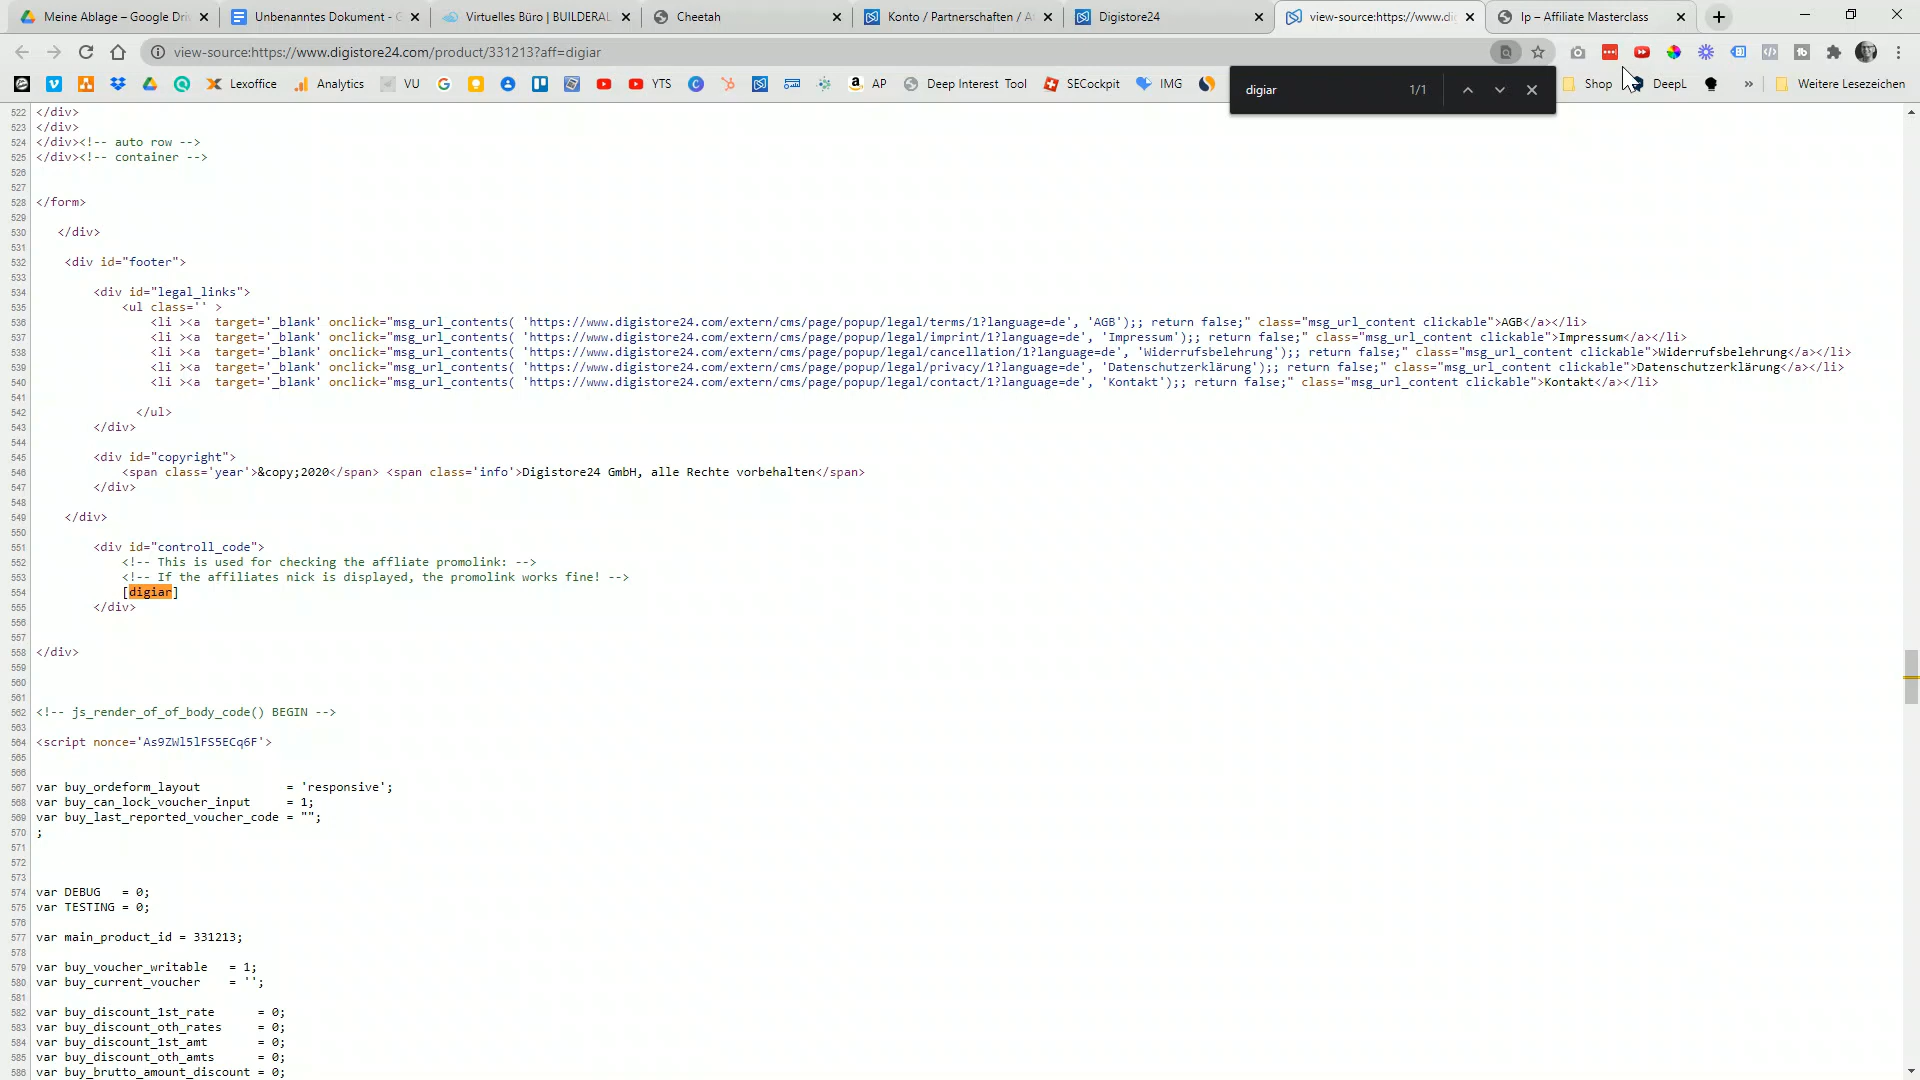 Meine Ablage – Google Dri
Unbenanntes Dokument - G
Virtuelles Büro | BUILDERAL
Cheetah
Konto / Partnerschaften / A
Digistore24
view-source:https://www.di
lp – Affiliate Masterclass
view-source:https://www.digistore24.com/product/331213?aff=digiar
Lexoffice
Analytics
VU
YTS
AP
Deep Interest Tool
SECockpit
IMG
Shop
DeepL
»
Weitere Lesezeichen
digiar
1/1
522 </div>
523 </div>
524 </div><!-- auto row -->
525 </div><!-- container -->
526
527
528 </form>
529
530 </div>
531
532 <div id="footer">
533
534 <div id="legal_links">
535 <ul class='' >
536 <li ><a  target='_blank' onclick="msg_url_contents( 'https://www.digistore24.com/extern/cms/page/popup/legal/terms/1?language=de', 'AGB');; return false;" class="msg_url_content clickable">AGB</a></li>
537 <li ><a  target='_blank' onclick="msg_url_contents( 'https://www.digistore24.com/extern/cms/page/popup/legal/imprint/1?language=de', 'Impressum');; return false;" class="msg_url_content clickable">Impressum</a></li>
538 <li ><a  target='_blank' onclick="msg_url_contents( 'https://www.digistore24.com/extern/cms/page/popup/legal/cancellation/1?language=de', 'Widerrufsbelehrung');; return false;" class="msg_url_content clickable">Widerrufsbelehrung</a></li>
539 <li ><a  target='_blank' onclick="msg_url_contents( 'https://www.digistore24.com/extern/cms/page/popup/legal/privacy/1?language=de', 'Datenschutzerklärung');; return false;" class="msg_url_content clickable">Datenschutzerklärung</a></li>
540 <li ><a  target='_blank' onclick="msg_url_contents( 'https://www.digistore24.com/extern/cms/page/popup/legal/contact/1?language=de', 'Kontakt');; return false;" class="msg_url_content clickable">Kontakt</a></li>
541
542 </ul>
543 </div>
544
545 <div id="copyright">
546 <span class='year'>&copy;2020</span> <span class='info'>Digistore24 GmbH, alle Rechte vorbehalten</span>
547 </div>
548
549 </div>
550
551 <div id="controll_code">
552 <!-- This is used for checking the affliate promolink: -->
553 <!-- If the affiliates nick is displayed, the promolink works fine! -->
554 [digiar]
555 </div>
556
557
558 </div>
559
560
561
562 <!-- js_render_of_of_body_code() BEGIN -->
563
564 <script nonce='As9ZWl5lFS5ECq6F'>
565
566
567 var buy_ordeform_layout = 'responsive';
568 var buy_can_lock_voucher_input = 1;
569 var buy_last_reported_voucher_code = "";
570 ;
571
572
573
574 var DEBUG = 0;
575 var TESTING = 0;
576
577 var main_product_id = 331213;
578
579 var buy_voucher_writable = 1;
580 var buy_current_voucher = '';
581
582 var buy_discount_1st_rate = 0;
583 var buy_discount_oth_rates = 0;
584 var buy_discount_1st_amt = 0;
585 var buy_discount_oth_amts = 0;
586 var buy_brutto_amount_discount = 0;